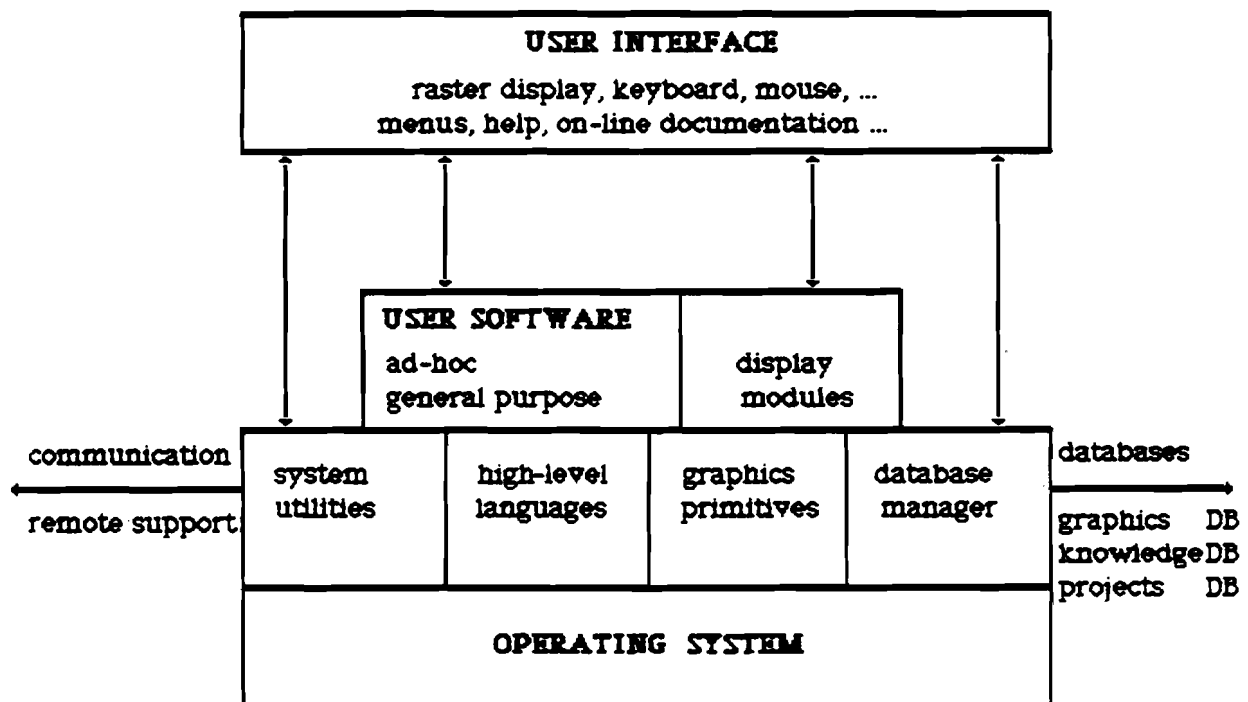 USER INTERFACE
raster display, keyboard, mouse, ...
menus, help, on-line documentation ...
USER SOFTWARE
ad-hoc
general purpose
display
modules
communication
remote support
system
utilities
high-level
languages
graphics
primitives
database
manager
databases
graphics DB
knowledge DB
projects DB
OPERATING SYSTEM